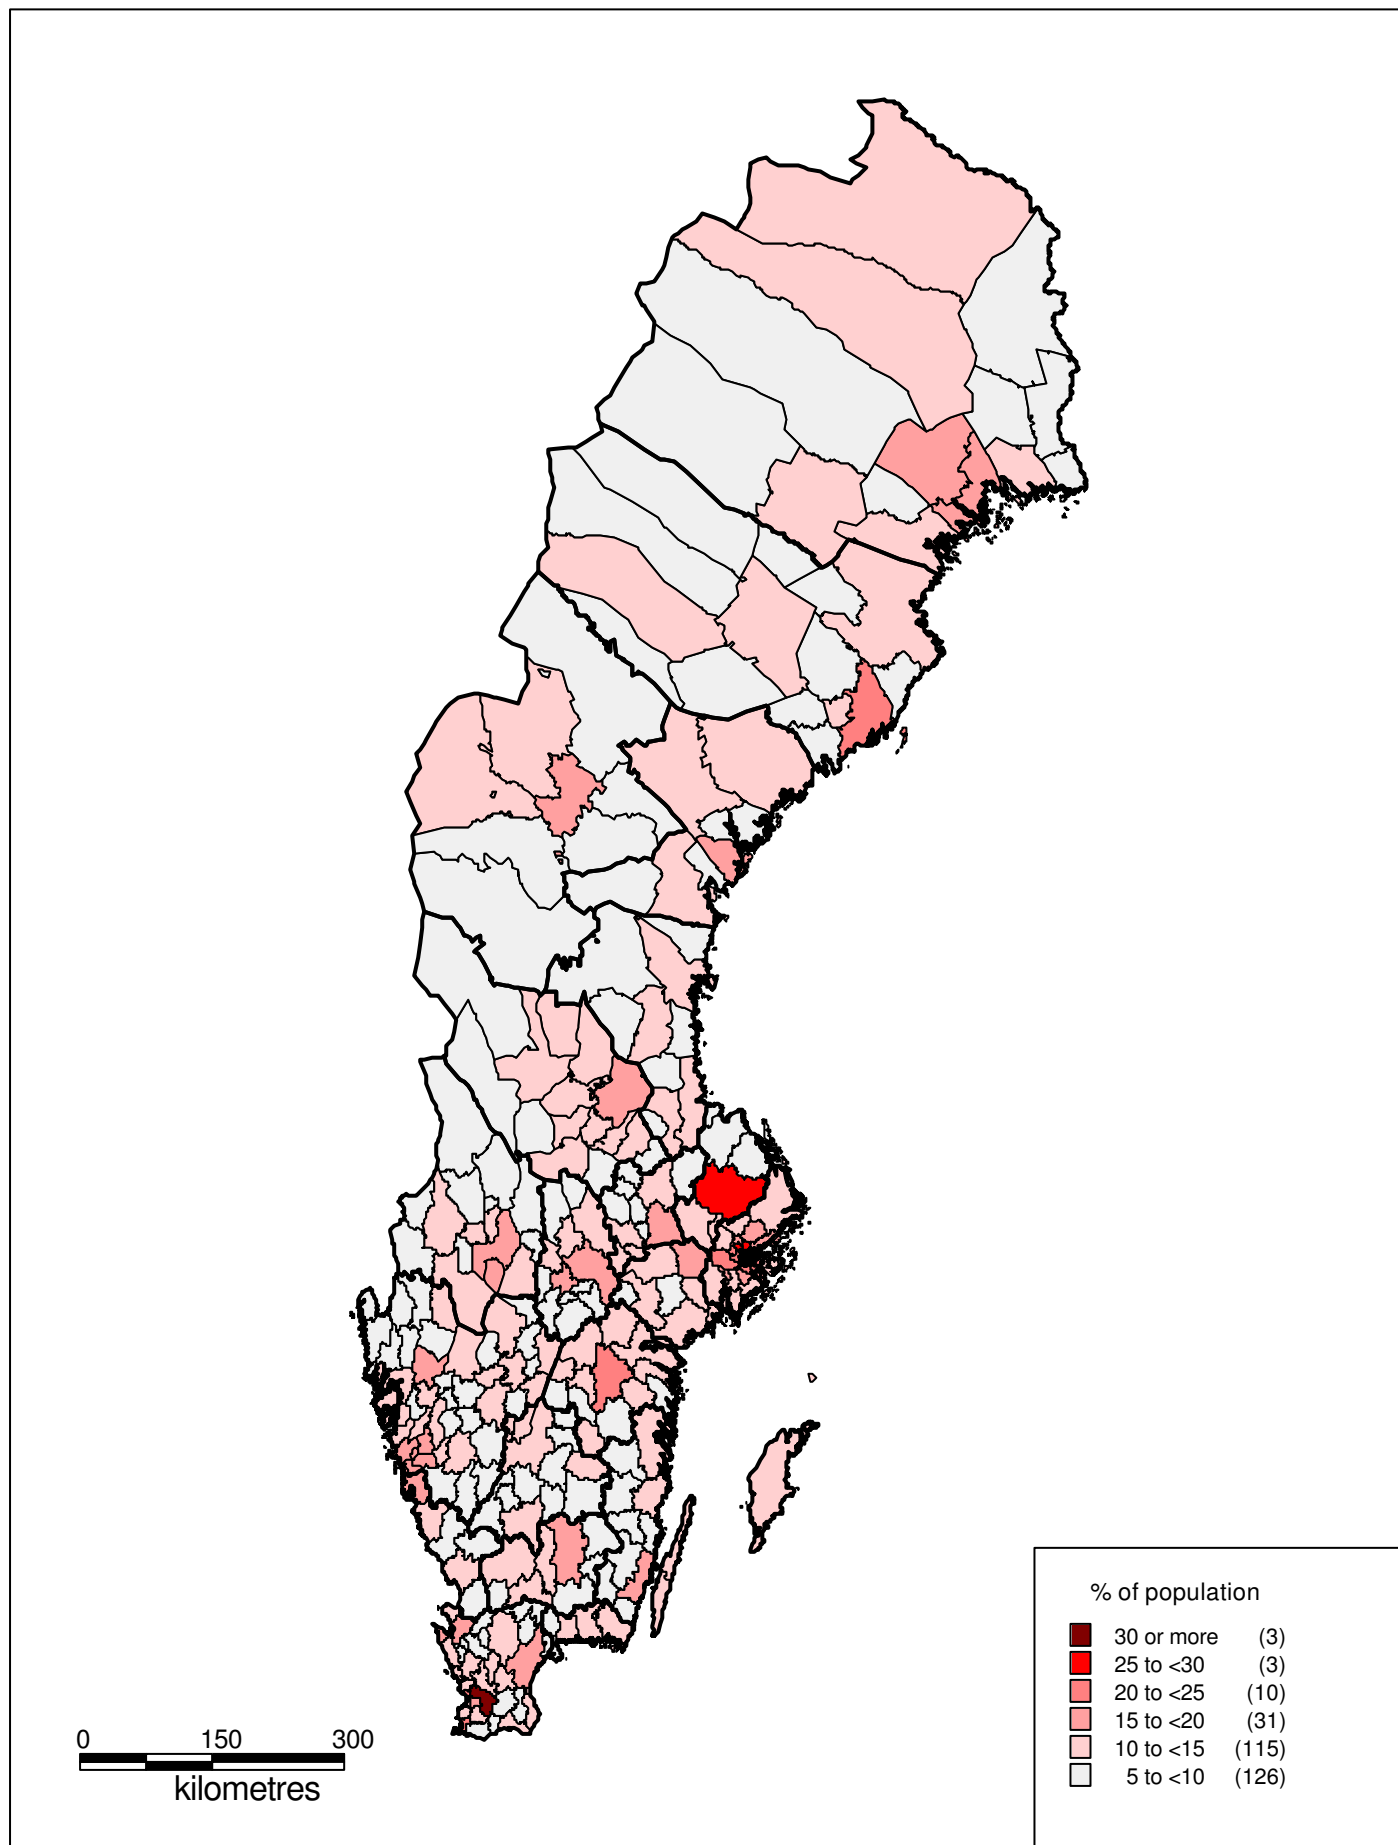 % of population
30 or more (3)
25 to <30 (3)
20 to <25 (10)
15 to <20 (31)
10 to <15 (115)
5 to <10 (126)
0 150 300
kilometres